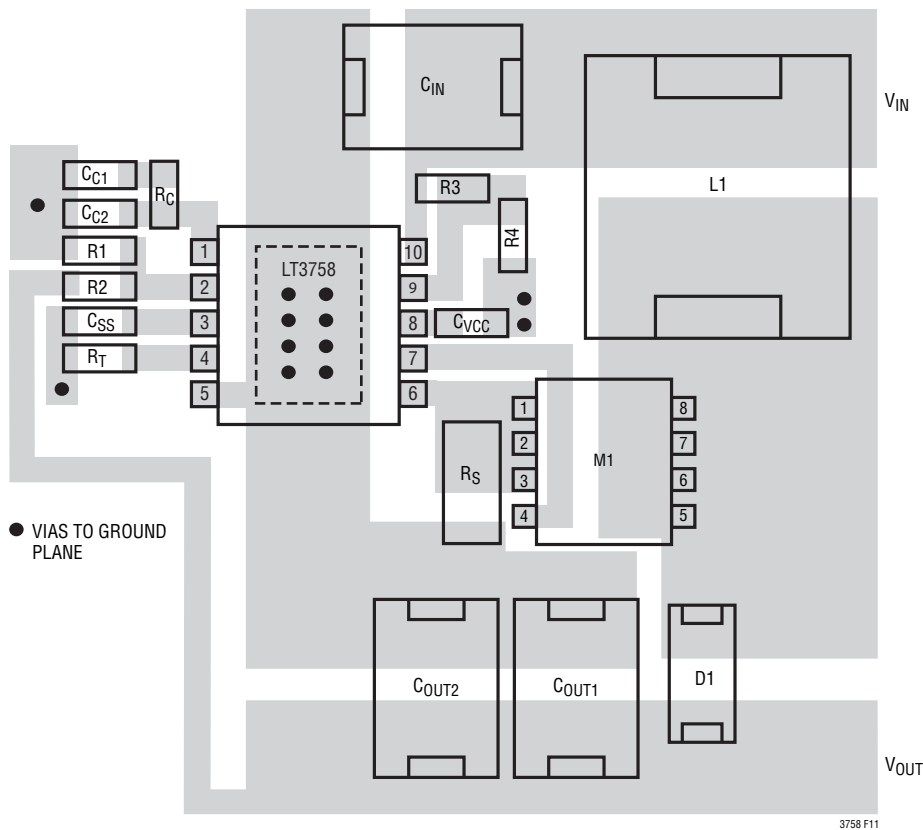 CIN
VIN
L1
CC1
RC
CC2
R1
R2
CSS
RT
R3
R4
LT3758
1
2
3
4
5
10
9
8
7
6
CVCC
RS
M1
1
2
3
4
8
7
6
5
VIAS TO GROUND
PLANE
COUT2
COUT1
D1
VOUT
3758 F11